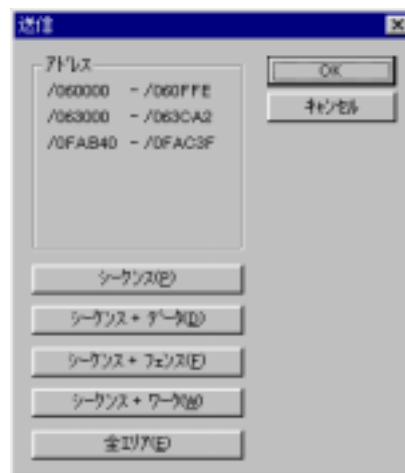 送信
ｱﾄﾞﾚｽ
/060000 - /060FFE
/063000 - /063CA2
/0FAB40 - /0FAC3F
OK
ｷｬﾝｾﾙ
ｼｰｹﾝｽ(P)
ｼｰｹﾝｽ + ﾃﾞｰﾀ(D)
ｼｰｹﾝｽ + ﾌｪﾝｽ(F)
ｼｰｹﾝｽ + ﾜｰｸ(W)
全ｴﾘｱ(E)